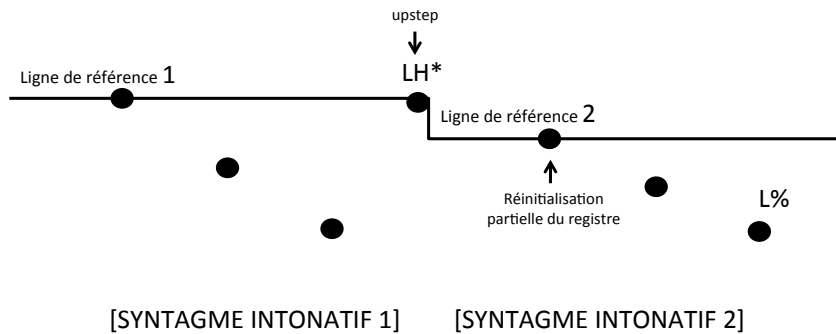 upstep
LH*
Ligne de référence 1
Ligne de référence 2
Réinitialisation
partielle du registre
L%
[SYNTAGME INTONATIF 1]
[SYNTAGME INTONATIF 2]